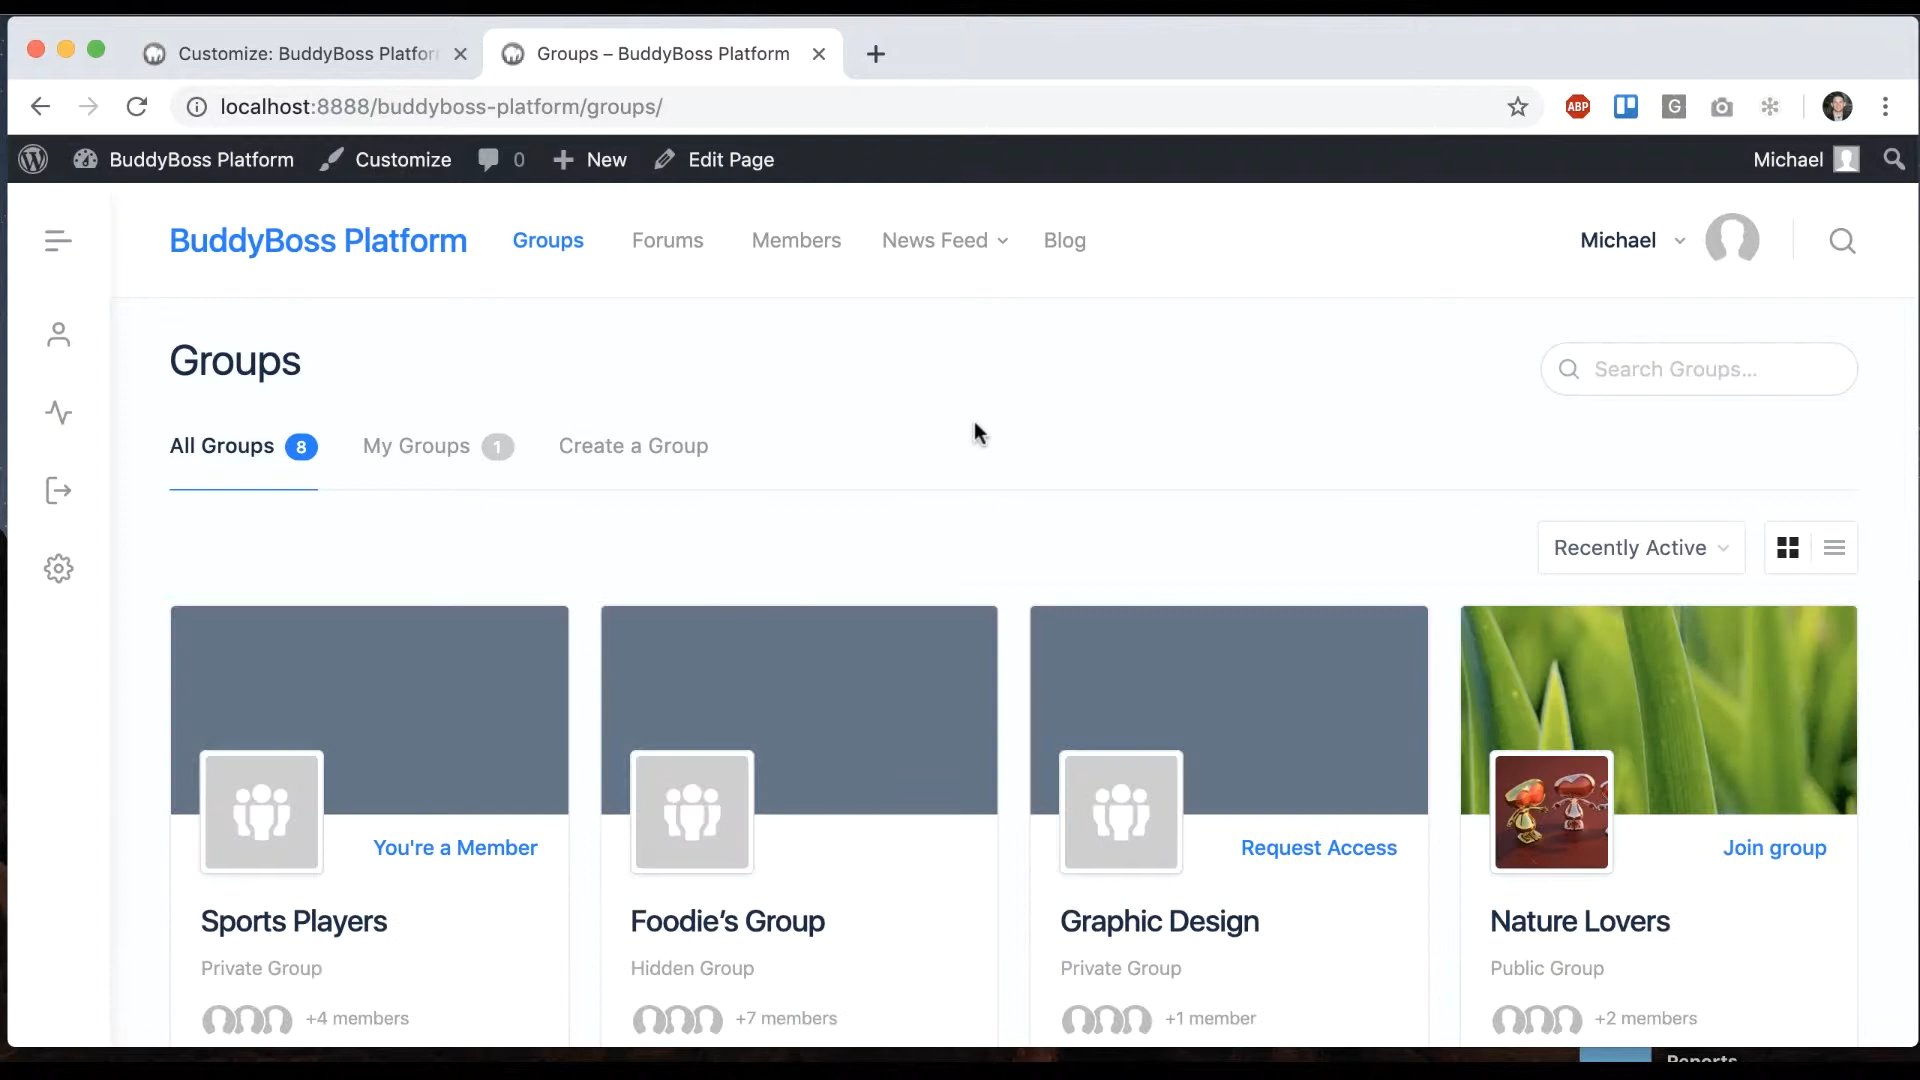 Customize: BuddyBoss Platfor
Groups – BuddyBoss Platform
localhost:8888/buddyboss-platform/groups/
ABP
G
BuddyBoss Platform Customize 0 New Edit Page Michael
BuddyBoss Platform Groups Forums Members News Feed Blog Michael
Groups
Search Groups...
All Groups 8 My Groups 1 Create a Group
Recently Active
You're a Member
Request Access
Join group
Sports Players
Private Group
+4 members
Foodie’s Group
Hidden Group
+7 members
Graphic Design
Private Group
+1 member
Nature Lovers
Public Group
+2 members
Reports